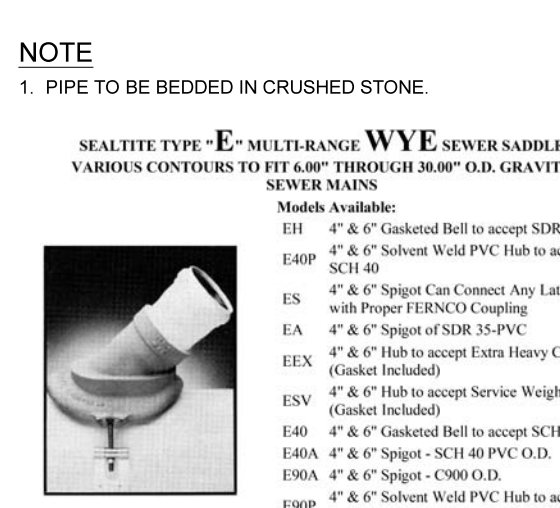 NOTE
1. PIPE TO BE BEDDED IN CRUSHED STONE.
SEALTITE TYPE "E" MULTI-RANGE WYE SEWER SADDLE
VARIOUS CONTOURS TO FIT 6.00" THROUGH 30.00" O.D. GRAVIT
SEWER MAINS
Models Available:
EH 4" & 6" Gasketed Bell to accept SDR
E40P 4" & 6" Solvent Weld PVC Hub to ac
SCH 40
ES 4" & 6" Spigot Can Connect Any Lat
with Proper FERNCO Coupling
EA 4" & 6" Spigot of SDR 35-PVC
EEX 4" & 6" Hub to accept Extra Heavy C
(Gasket Included)
ESV 4" & 6" Hub to accept Service Weigh
(Gasket Included)
E40 4" & 6" Gasketed Bell to accept SCH
E40A 4" & 6" Spigot - SCH 40 PVC O.D.
E90A 4" & 6" Spigot - C900 O.D.
E90P 4" & 6" Solvent Weld PVC Hub to ac